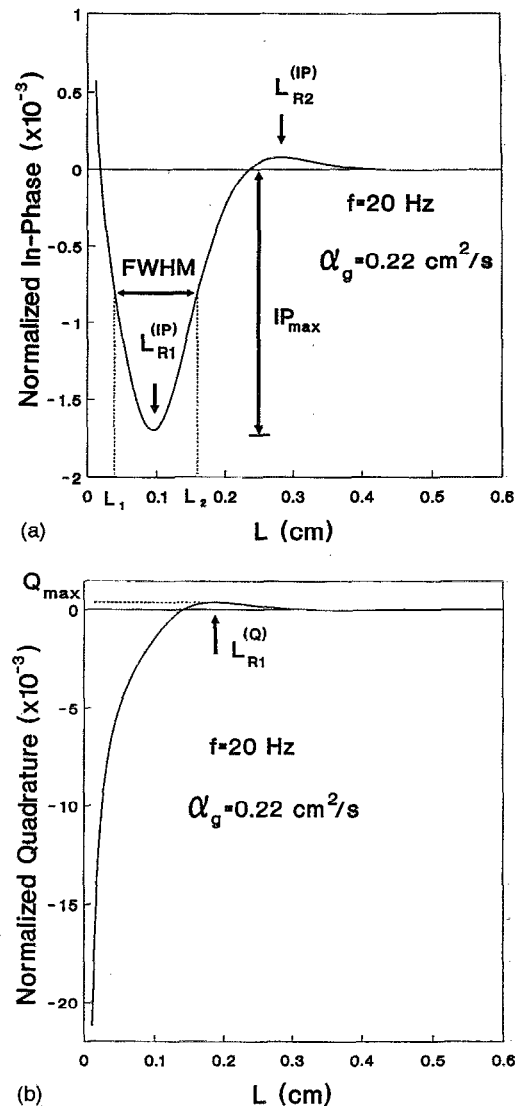 Normalized In-Phase (x10⁻³)
0.5
0
-0.5
-1
-1.5
-2
L_R2^(IP)
f=20 Hz
α_g=0.22 cm²/s
FWHM
L_R1^(IP)
IP_max
0 L₁ 0.1 L₂ 0.2 0.3 0.4 0.5 0.6
L (cm)
(a)
Normalized Quadrature (x10⁻³)
Q_max
0
-5
-10
-15
-20
L_R1^(Q)
f=20 Hz
α_g=0.22 cm²/s
0 0.1 0.2 0.3 0.4 0.5 0.6
L (cm)
(b)